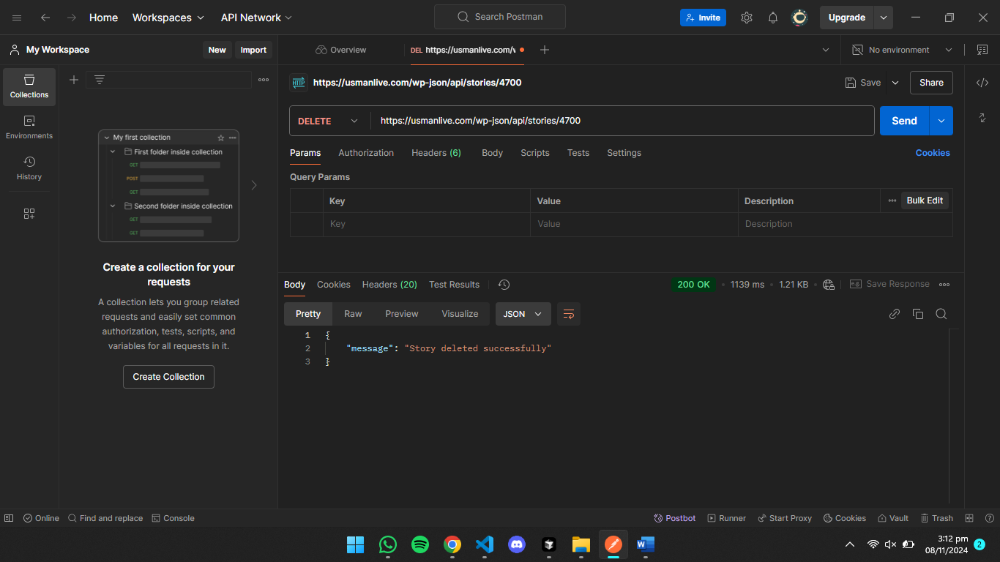 Home Workspaces API Network Search Postman Invite Upgrade
My Workspace New Import Overview DEL https://usmanlive.com/w No environment
Collections
Environments
History
My first collection
First folder inside collection
GET
POST
GET
Second folder inside collection
GET
GET
Create a collection for your
requests
A collection lets you group related
requests and easily set common
authorization, tests, scripts, and
variables for all requests in it.
Create Collection
HTTP https://usmanlive.com/wp-json/api/stories/4700 Save Share
DELETE https://usmanlive.com/wp-json/api/stories/4700 Send
Params Authorization Headers (6) Body Scripts Tests Settings Cookies
Query Params
Key Value Description Bulk Edit
Key Value Description
Body Cookies Headers (20) Test Results 200 OK 1139 ms 1.21 KB e.g. Save Response
Pretty Raw Preview Visualize JSON
1 {
2 "message": "Story deleted successfully"
3 }
Online Find and replace Console Postbot Runner Start Proxy Cookies Vault Trash
3:12 pm
08/11/2024 2